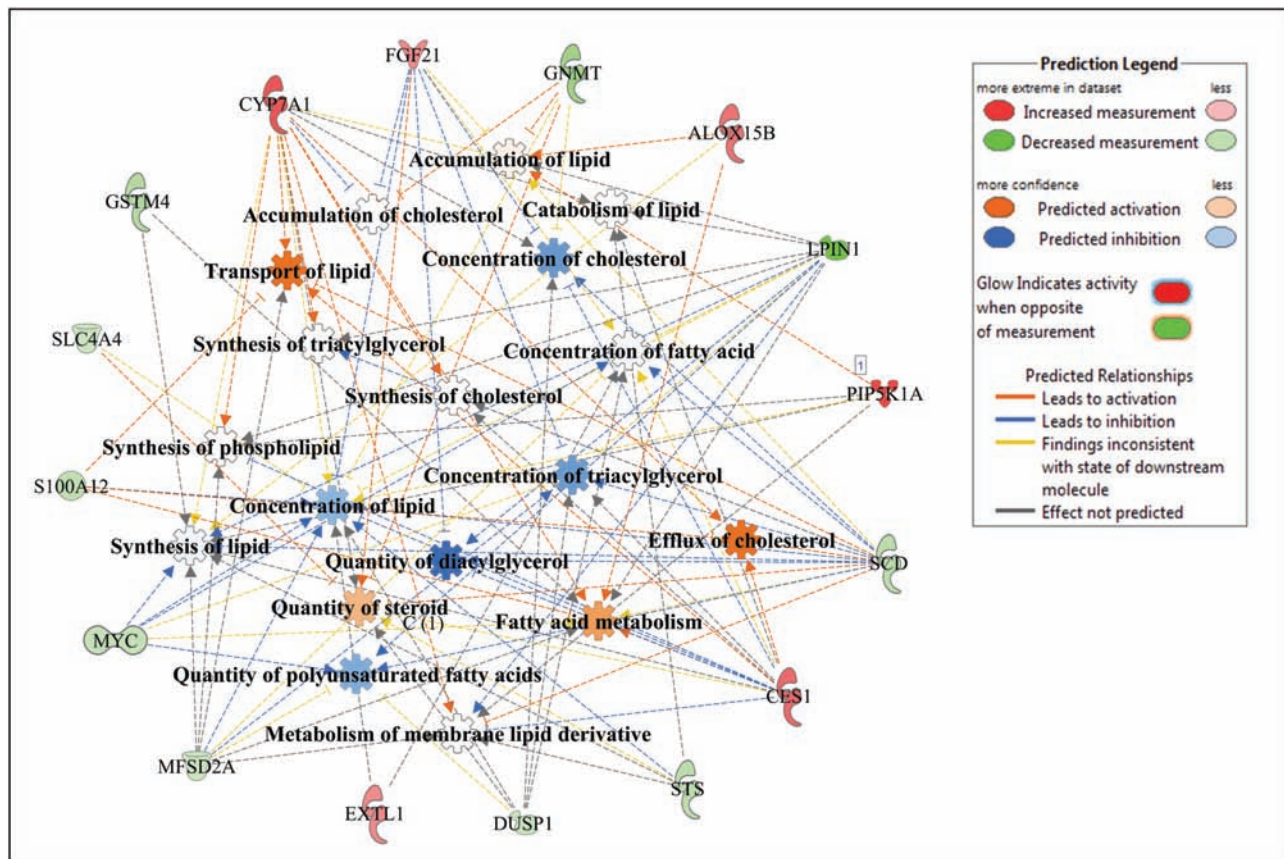 FGF21
GNMT
CYP7A1
ALOX15B
Accumulation of lipid
GSTM4
Catabolism of lipid
Accumulation of cholesterol
LPIN1
Concentration of cholesterol
Transport of lipid
SLC4A4
Synthesis of triacylglycerol
Concentration of fatty acid
1
Synthesis of cholesterol
PIP5K1A
Synthesis of phospholipid
Concentration of triacylglycerol
S100A12
Concentration of lipid
Efflux of cholesterol
Synthesis of lipid
Quantity of diacylglycerol
SCD
Quantity of steroid
C (1)
Fatty acid metabolism
MYC
Quantity of polyunsaturated fatty acids
CES1
Metabolism of membrane lipid derivative
MFSD2A
STS
EXTL1
DUSP1
Prediction Legend
more extreme in dataset less
Increased measurement
Decreased measurement
more confidence less
Predicted activation
Predicted inhibition
Glow Indicates activity
when opposite
of measurement
Predicted Relationships
Leads to activation
Leads to inhibition
Findings inconsistent
with state of downstream
molecule
Effect not predicted